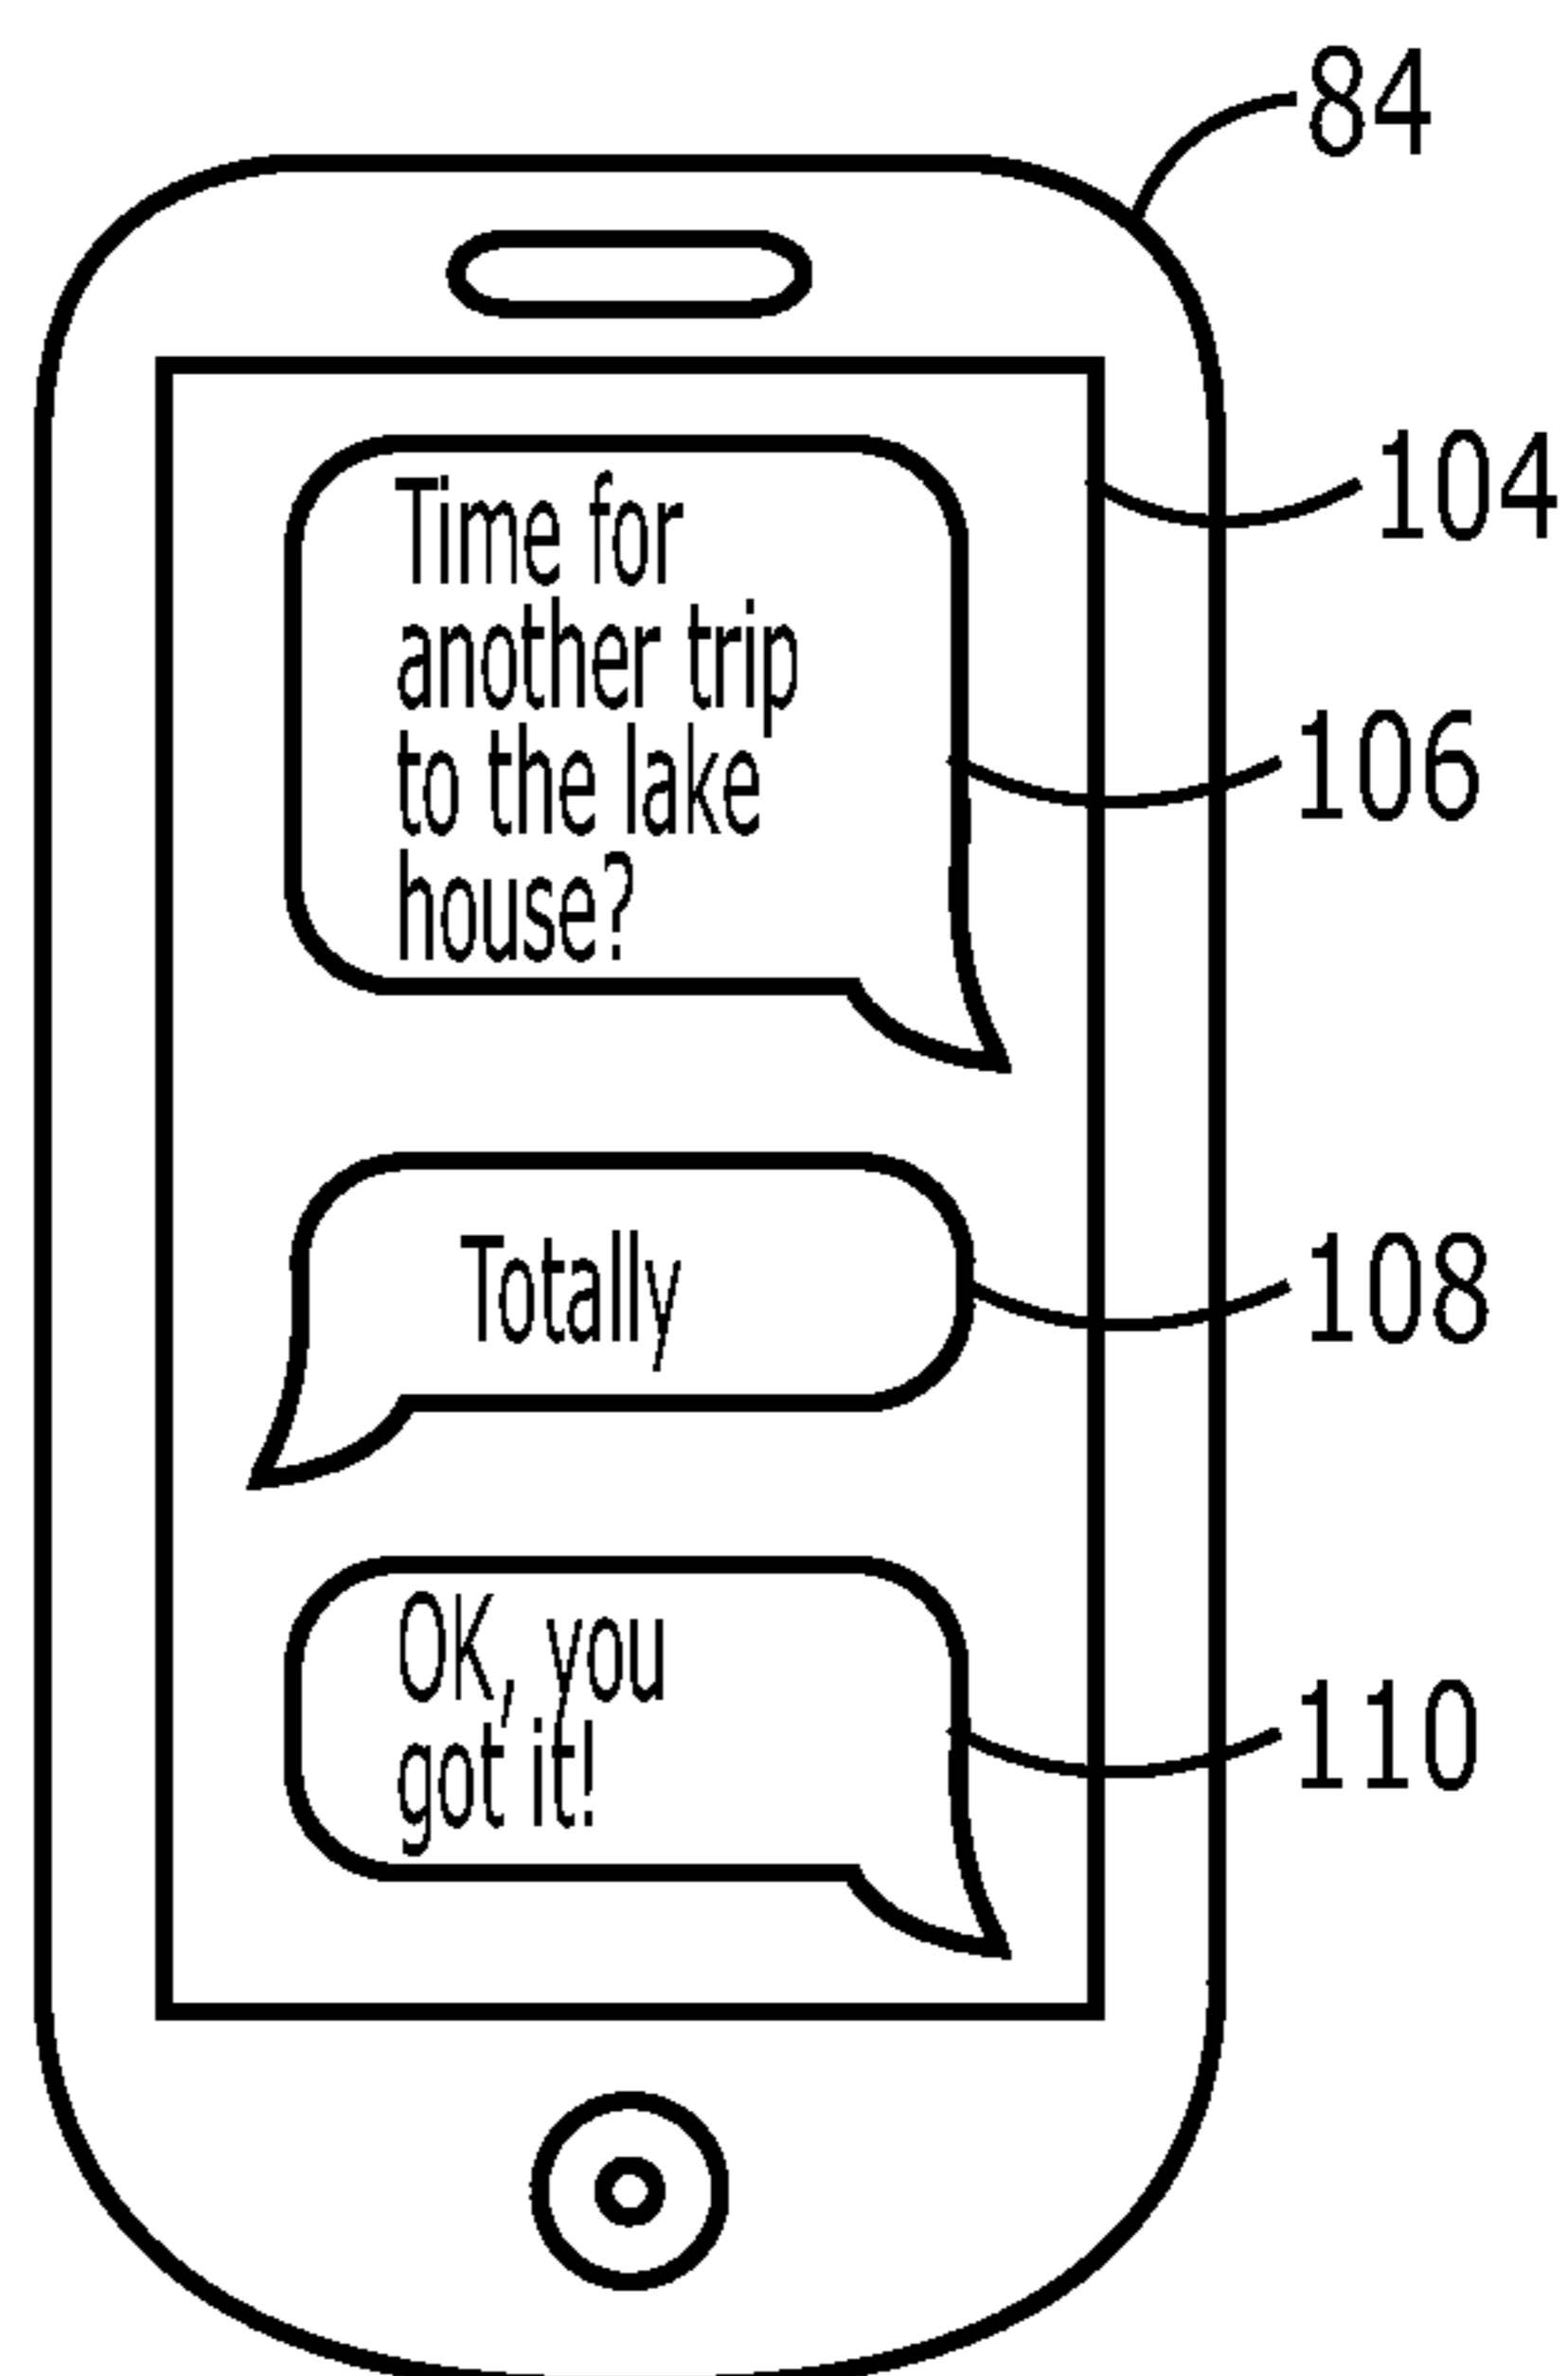 84
104
Time for
another trip
to the lake
house?
106
Totally
108
OK, you
got it!
110